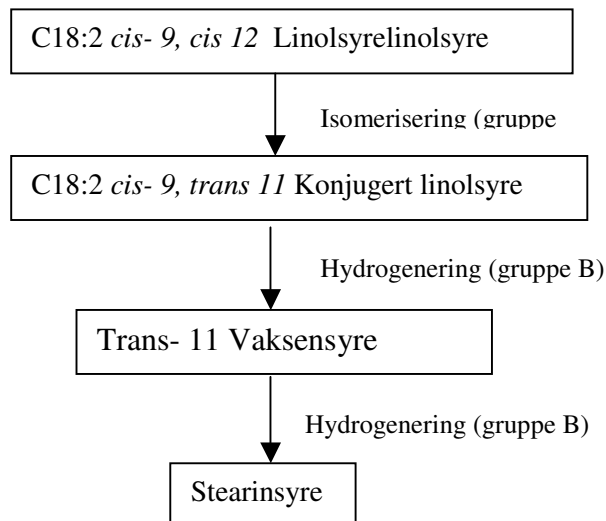 C18:2 cis- 9, cis 12 Linolsyrelinolsyre
Isomerisering (gruppe
C18:2 cis- 9, trans 11 Konjugert linolsyre
Hydrogenering (gruppe B)
Trans- 11 Vaksensyre
Hydrogenering (gruppe B)
Stearinsyre